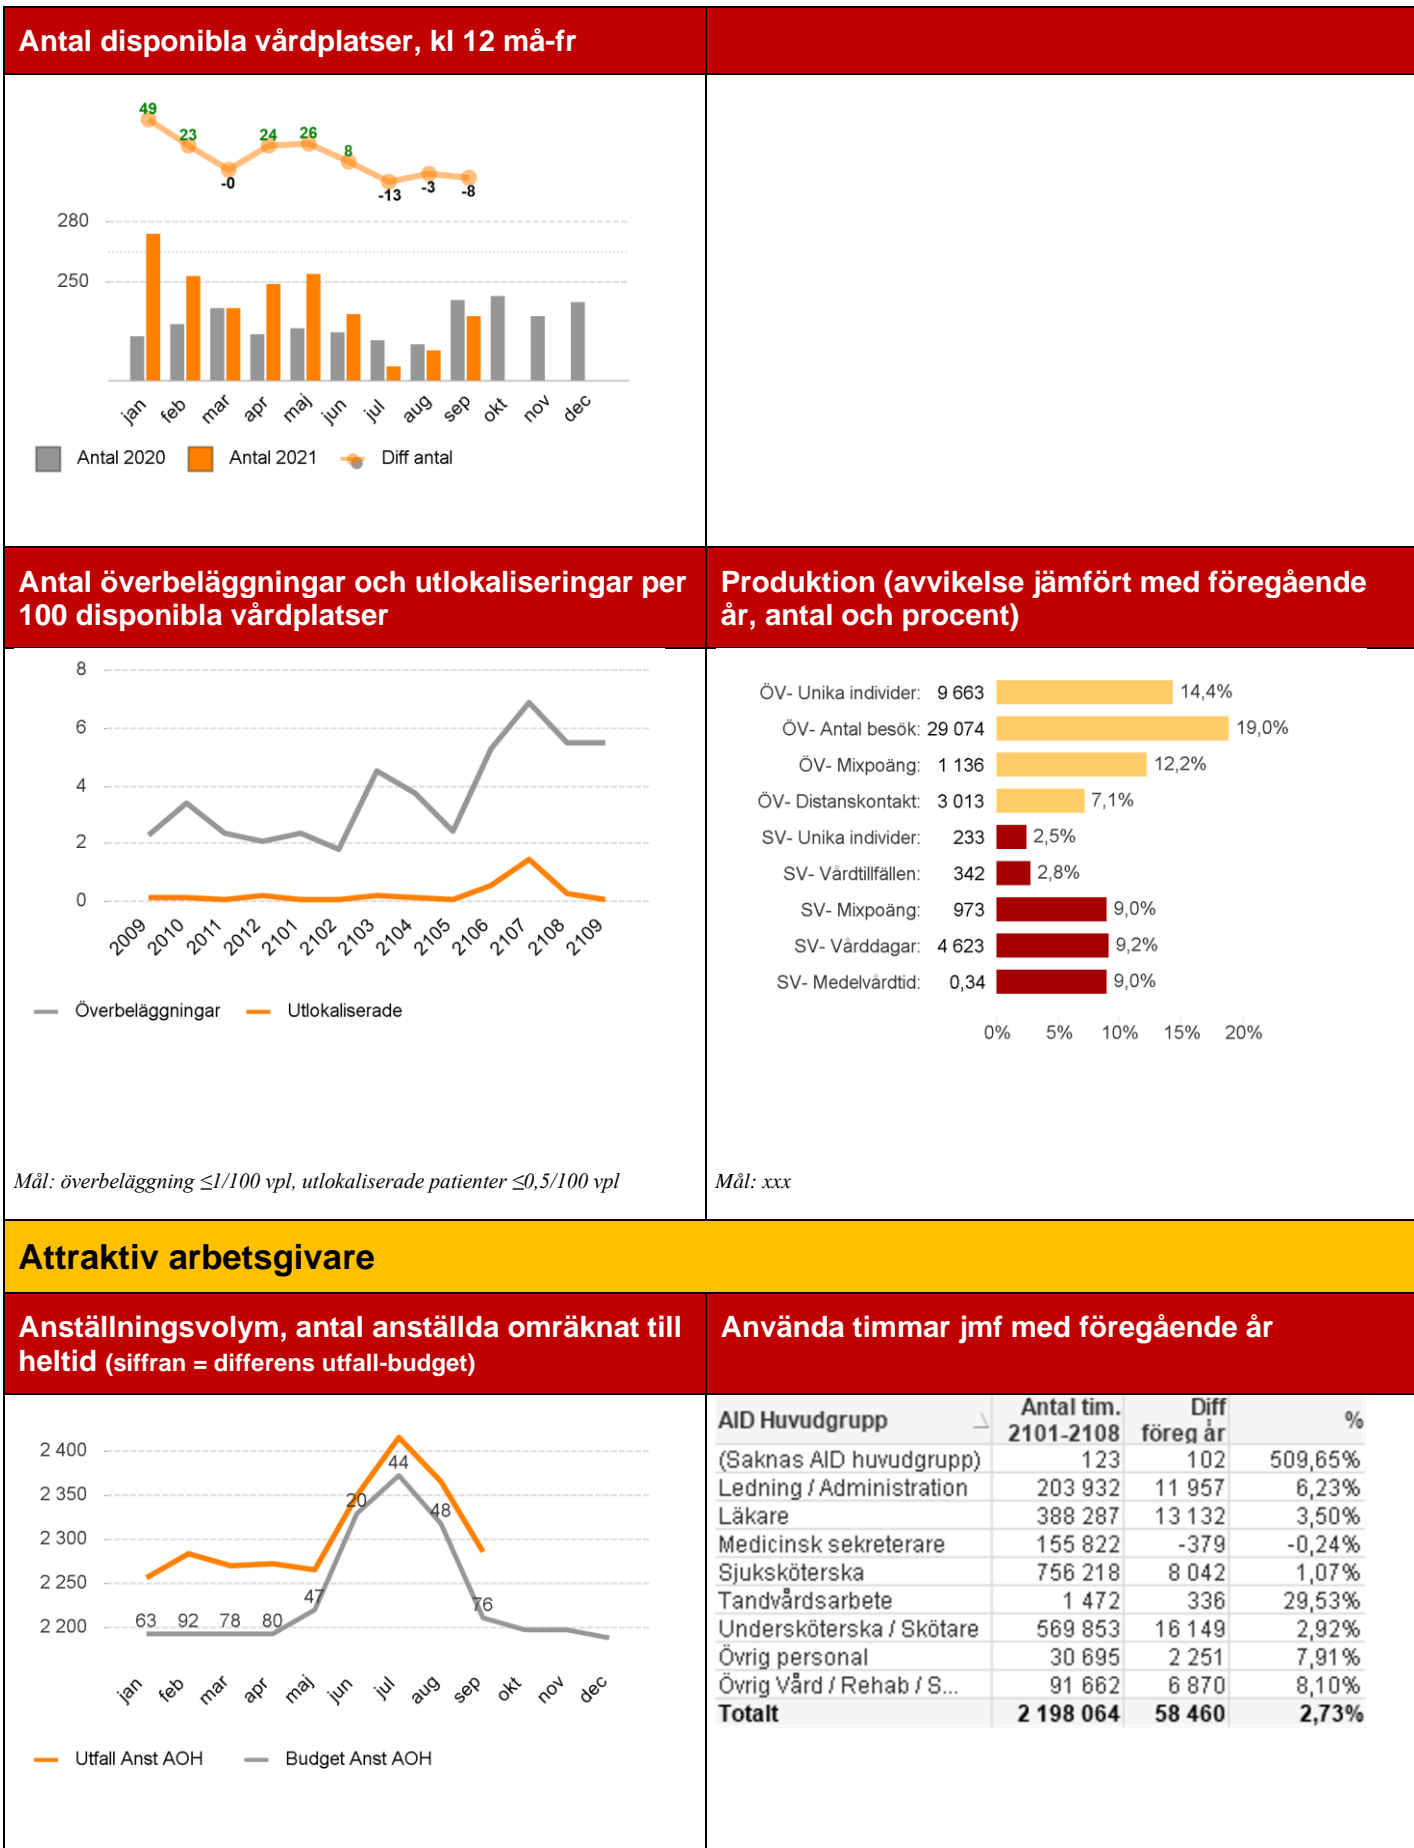 Antal disponibla vårdplatser, kl 12 må-fr
49
23
-0
24
26
8
-13
-3
-8
280
250
jan feb mar apr maj jun jul aug sep okt nov dec
Antal 2020 Antal 2021 Diff antal
Antal överbeläggningar och utlokaliseringar per
100 disponibla vårdplatser
8
6
4
2
0
2009 2010 2011 2012 2101 2102 2103 2104 2105 2106 2107 2108 2109
Överbeläggningar Utlokaliserade
Mål: överbeläggning ≤1/100 vpl, utlokaliserade patienter ≤0,5/100 vpl
Produktion (avvikelse jämfört med föregående
år, antal och procent)
ÖV- Unika individer: 9 663 14,4%
ÖV- Antal besök: 29 074 19,0%
ÖV- Mixpoäng: 1 136 12,2%
ÖV- Distanskontakt: 3 013 7,1%
SV- Unika individer: 233 2,5%
SV- Vårdtillfällen: 342 2,8%
SV- Mixpoäng: 973 9,0%
SV- Vårddagar: 4 623 9,2%
SV- Medelvårdtid: 0,34 9,0%
0% 5% 10% 15% 20%
Mål: xxx
Attraktiv arbetsgivare
Anställningsvolym, antal anställda omräknat till
heltid (siffran = differens utfall-budget)
2 400
2 350
2 300
2 250
2 200
63 92 78 80 47 20 44 48 76
jan feb mar apr maj jun jul aug sep okt nov dec
Utfall Anst AOH Budget Anst AOH
Använda timmar jmf med föregående år
AID Huvudgrupp Antal tim. 2101-2108 Diff föreg år %
(Saknas AID huvudgrupp) 123 102 509,65%
Ledning / Administration 203 932 11 957 6,23%
Läkare 388 287 13 132 3,50%
Medicinsk sekreterare 155 822 -379 -0,24%
Sjuksköterska 756 218 8 042 1,07%
Tandvårdsarbete 1 472 336 29,53%
Undersköterska / Skötare 569 853 16 149 2,92%
Övrig personal 30 695 2 251 7,91%
Övrig Vård / Rehab / S... 91 662 6 870 8,10%
Totalt 2 198 064 58 460 2,73%